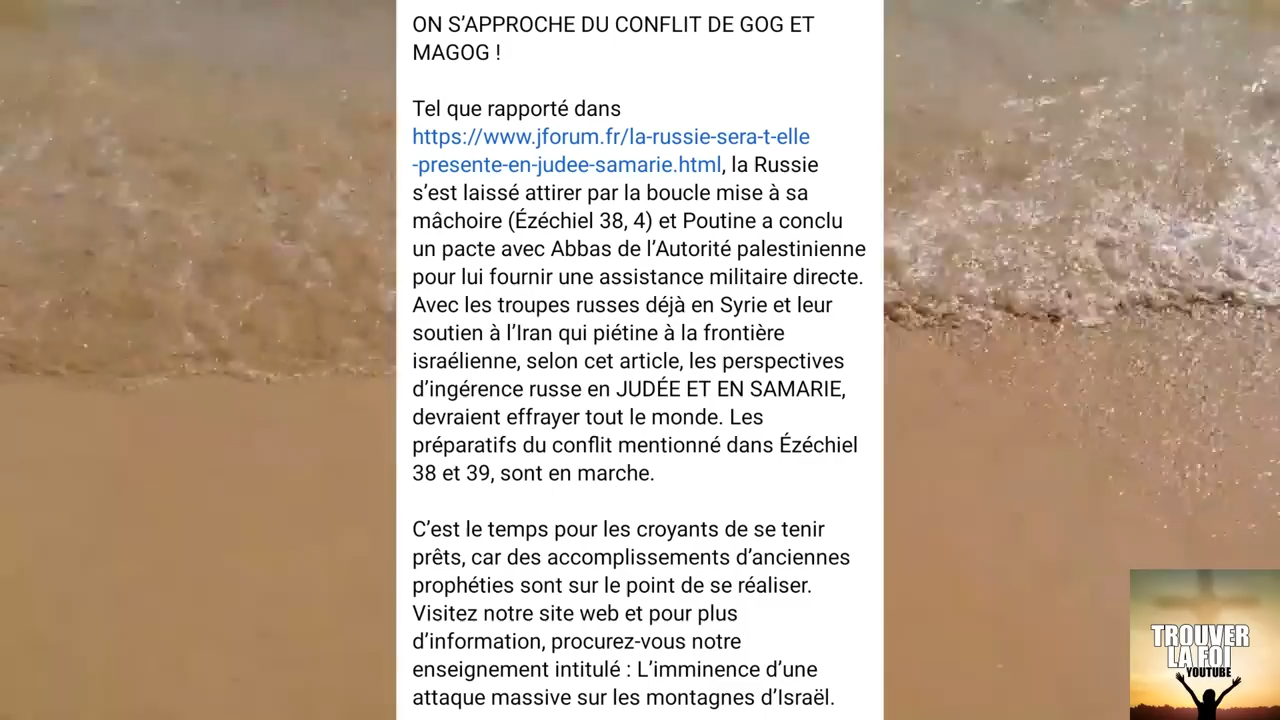 ON S’APPROCHE DU CONFLIT DE GOG ET
MAGOG !
Tel que rapporté dans
https://www.jforum.fr/la-russie-sera-t-elle
-presente-en-judee-samarie.html, la Russie
s’est laissé attirer par la boucle mise à sa
mâchoire (Ézéchiel 38, 4) et Poutine a conclu
un pacte avec Abbas de l’Autorité palestinienne
pour lui fournir une assistance militaire directe.
Avec les troupes russes déjà en Syrie et leur
soutien à l’Iran qui piétine à la frontière
israélienne, selon cet article, les perspectives
d’ingérence russe en JUDÉE ET EN SAMARIE,
devraient effrayer tout le monde. Les
préparatifs du conflit mentionné dans Ézéchiel
38 et 39, sont en marche.
C’est le temps pour les croyants de se tenir
prêts, car des accomplissements d’anciennes
prophéties sont sur le point de se réaliser.
Visitez notre site web et pour plus
d’information, procurez-vous notre
enseignement intitulé : L’imminence d’une
attaque massive sur les montagnes d’Israël.
TROUVER
LA FOI
YOUTUBE